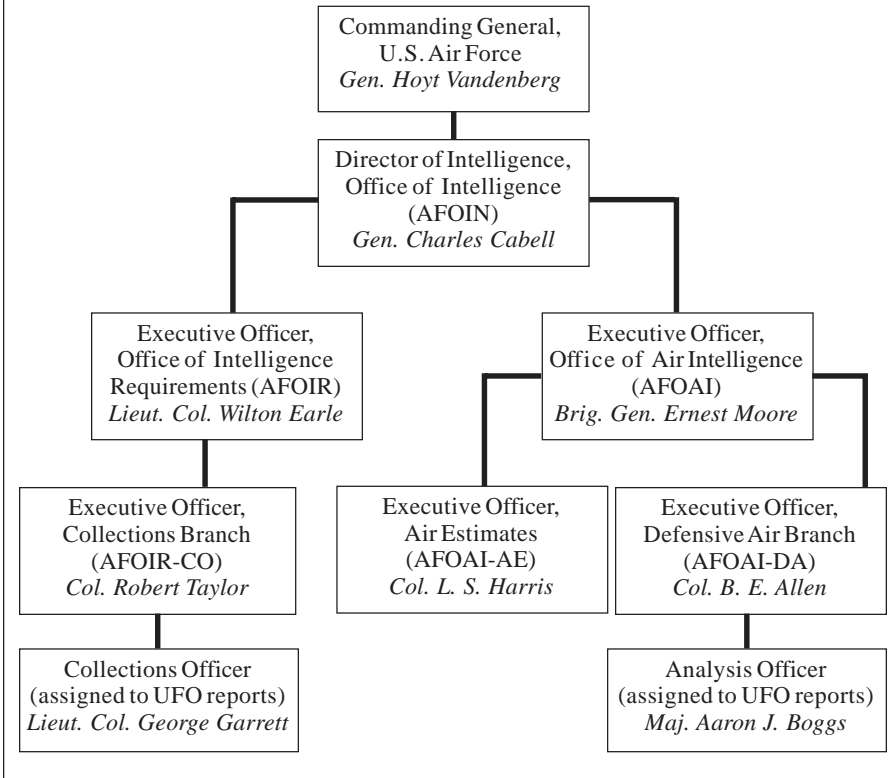 Commanding General,
U.S. Air Force
Gen. Hoyt Vandenberg
Director of Intelligence,
Office of Intelligence
(AFOIN)
Gen. Charles Cabell
Executive Officer,
Office of Intelligence
Requirements (AFOIR)
Lieut. Col. Wilton Earle
Executive Officer,
Office of Air Intelligence
(AFOAI)
Brig. Gen. Ernest Moore
Executive Officer,
Collections Branch
(AFOIR-CO)
Col. Robert Taylor
Executive Officer,
Air Estimates
(AFOAI-AE)
Col. L. S. Harris
Executive Officer,
Defensive Air Branch
(AFOAI-DA)
Col. B. E. Allen
Collections Officer
(assigned to UFO reports)
Lieut. Col. George Garrett
Analysis Officer
(assigned to UFO reports)
Maj. Aaron J. Boggs